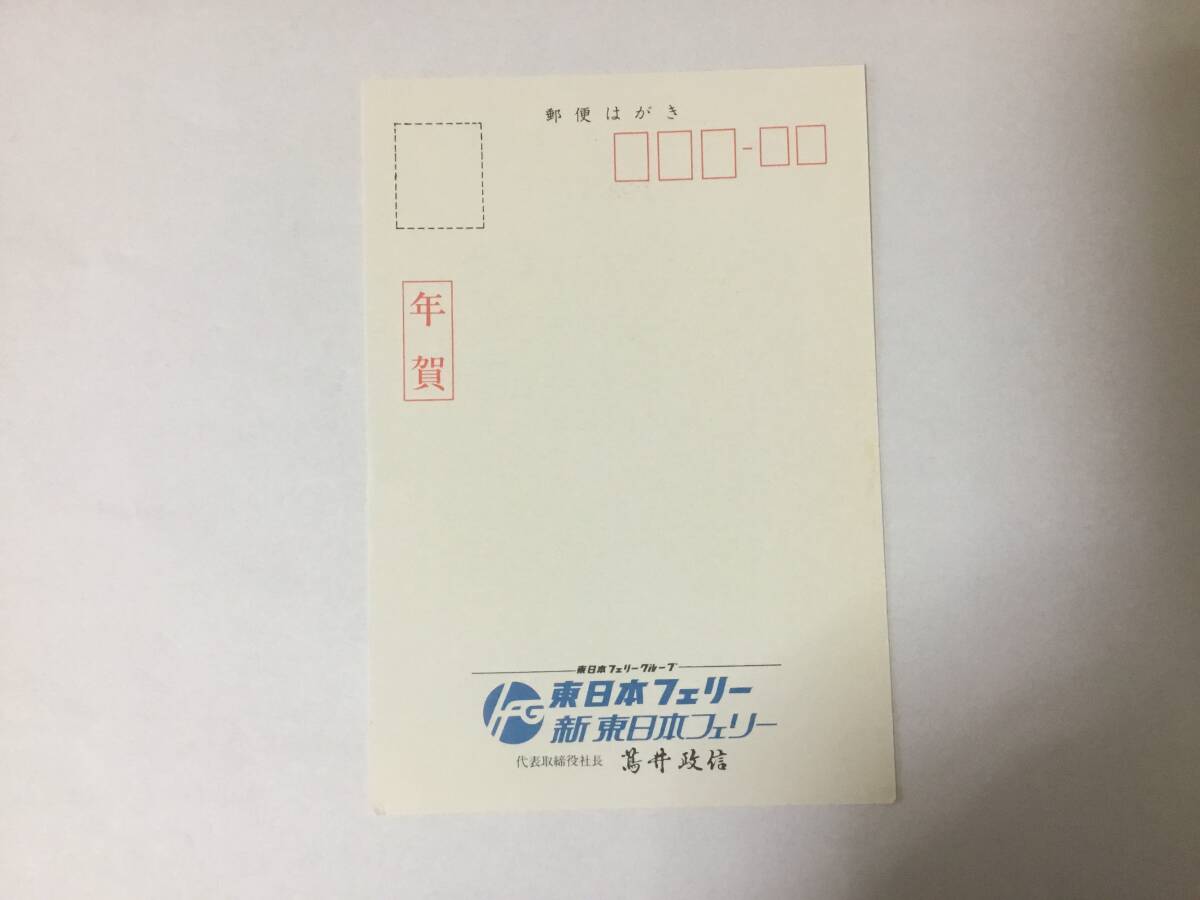 郵便はがき
-
年賀
東日本フェリーグループ
東日本フェリー
新東日本フェリー
代表取締役社長 蔦井政信